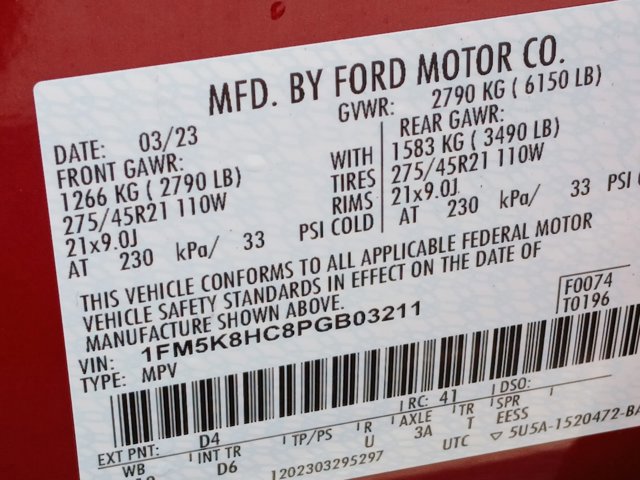 MFD. BY FORD MOTOR CO.
DATE: 03/23 GVWR: 2790 KG ( 6150 LB)
FRONT GAWR: REAR GAWR:
1266 KG ( 2790 LB) WITH 1583 KG ( 3490 LB)
275/45R21 110W TIRES 275/45R21 110W
21x9.0J RIMS 21x9.0J
AT 230 kPa/ 33 PSI COLD AT 230 kPa/ 33 PSI
THIS VEHICLE CONFORMS TO ALL APPLICABLE FEDERAL MOTOR
VEHICLE SAFETY STANDARDS IN EFFECT ON THE DATE OF
MANUFACTURE SHOWN ABOVE.
F0074
VIN: 1FM5K8HC8PGB03211 T0196
TYPE: MPV
EXT PNT: D4 RC: 41 DSO:
WB INT TR TP/PS R AXLE TR SPR
D6 U 3A T EESS
1202303295297 UTC ▽ 5U5A-1520472-BA